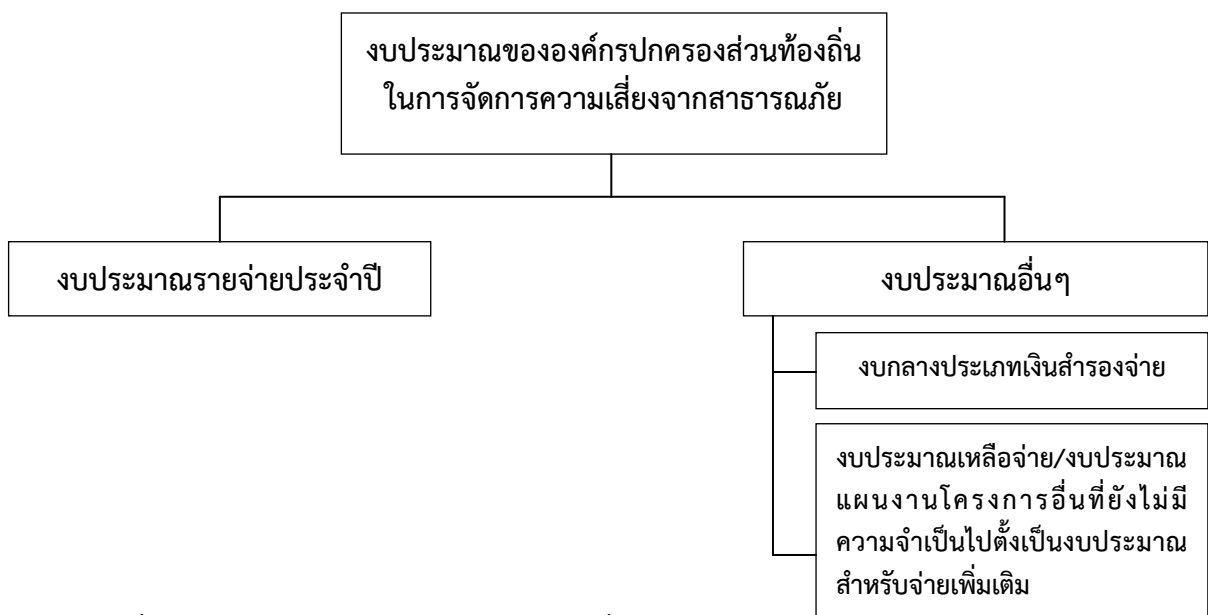 งบประมาณขององค์กรปกครองส่วนท้องถิ่น
ในการจัดการความเสี่ยงจากสาธารณภัย
งบประมาณรายจ่ายประจำปี
งบประมาณอื่นๆ
งบกลางประเภทเงินสำรองจ่าย
งบประมาณเหลือจ่าย/งบประมาณ
แผนงานโครงการอื่นที่ยังไม่มี
ความจำเป็นไปตั้งเป็นงบประมาณ
สำหรับจ่ายเพิ่มเติม